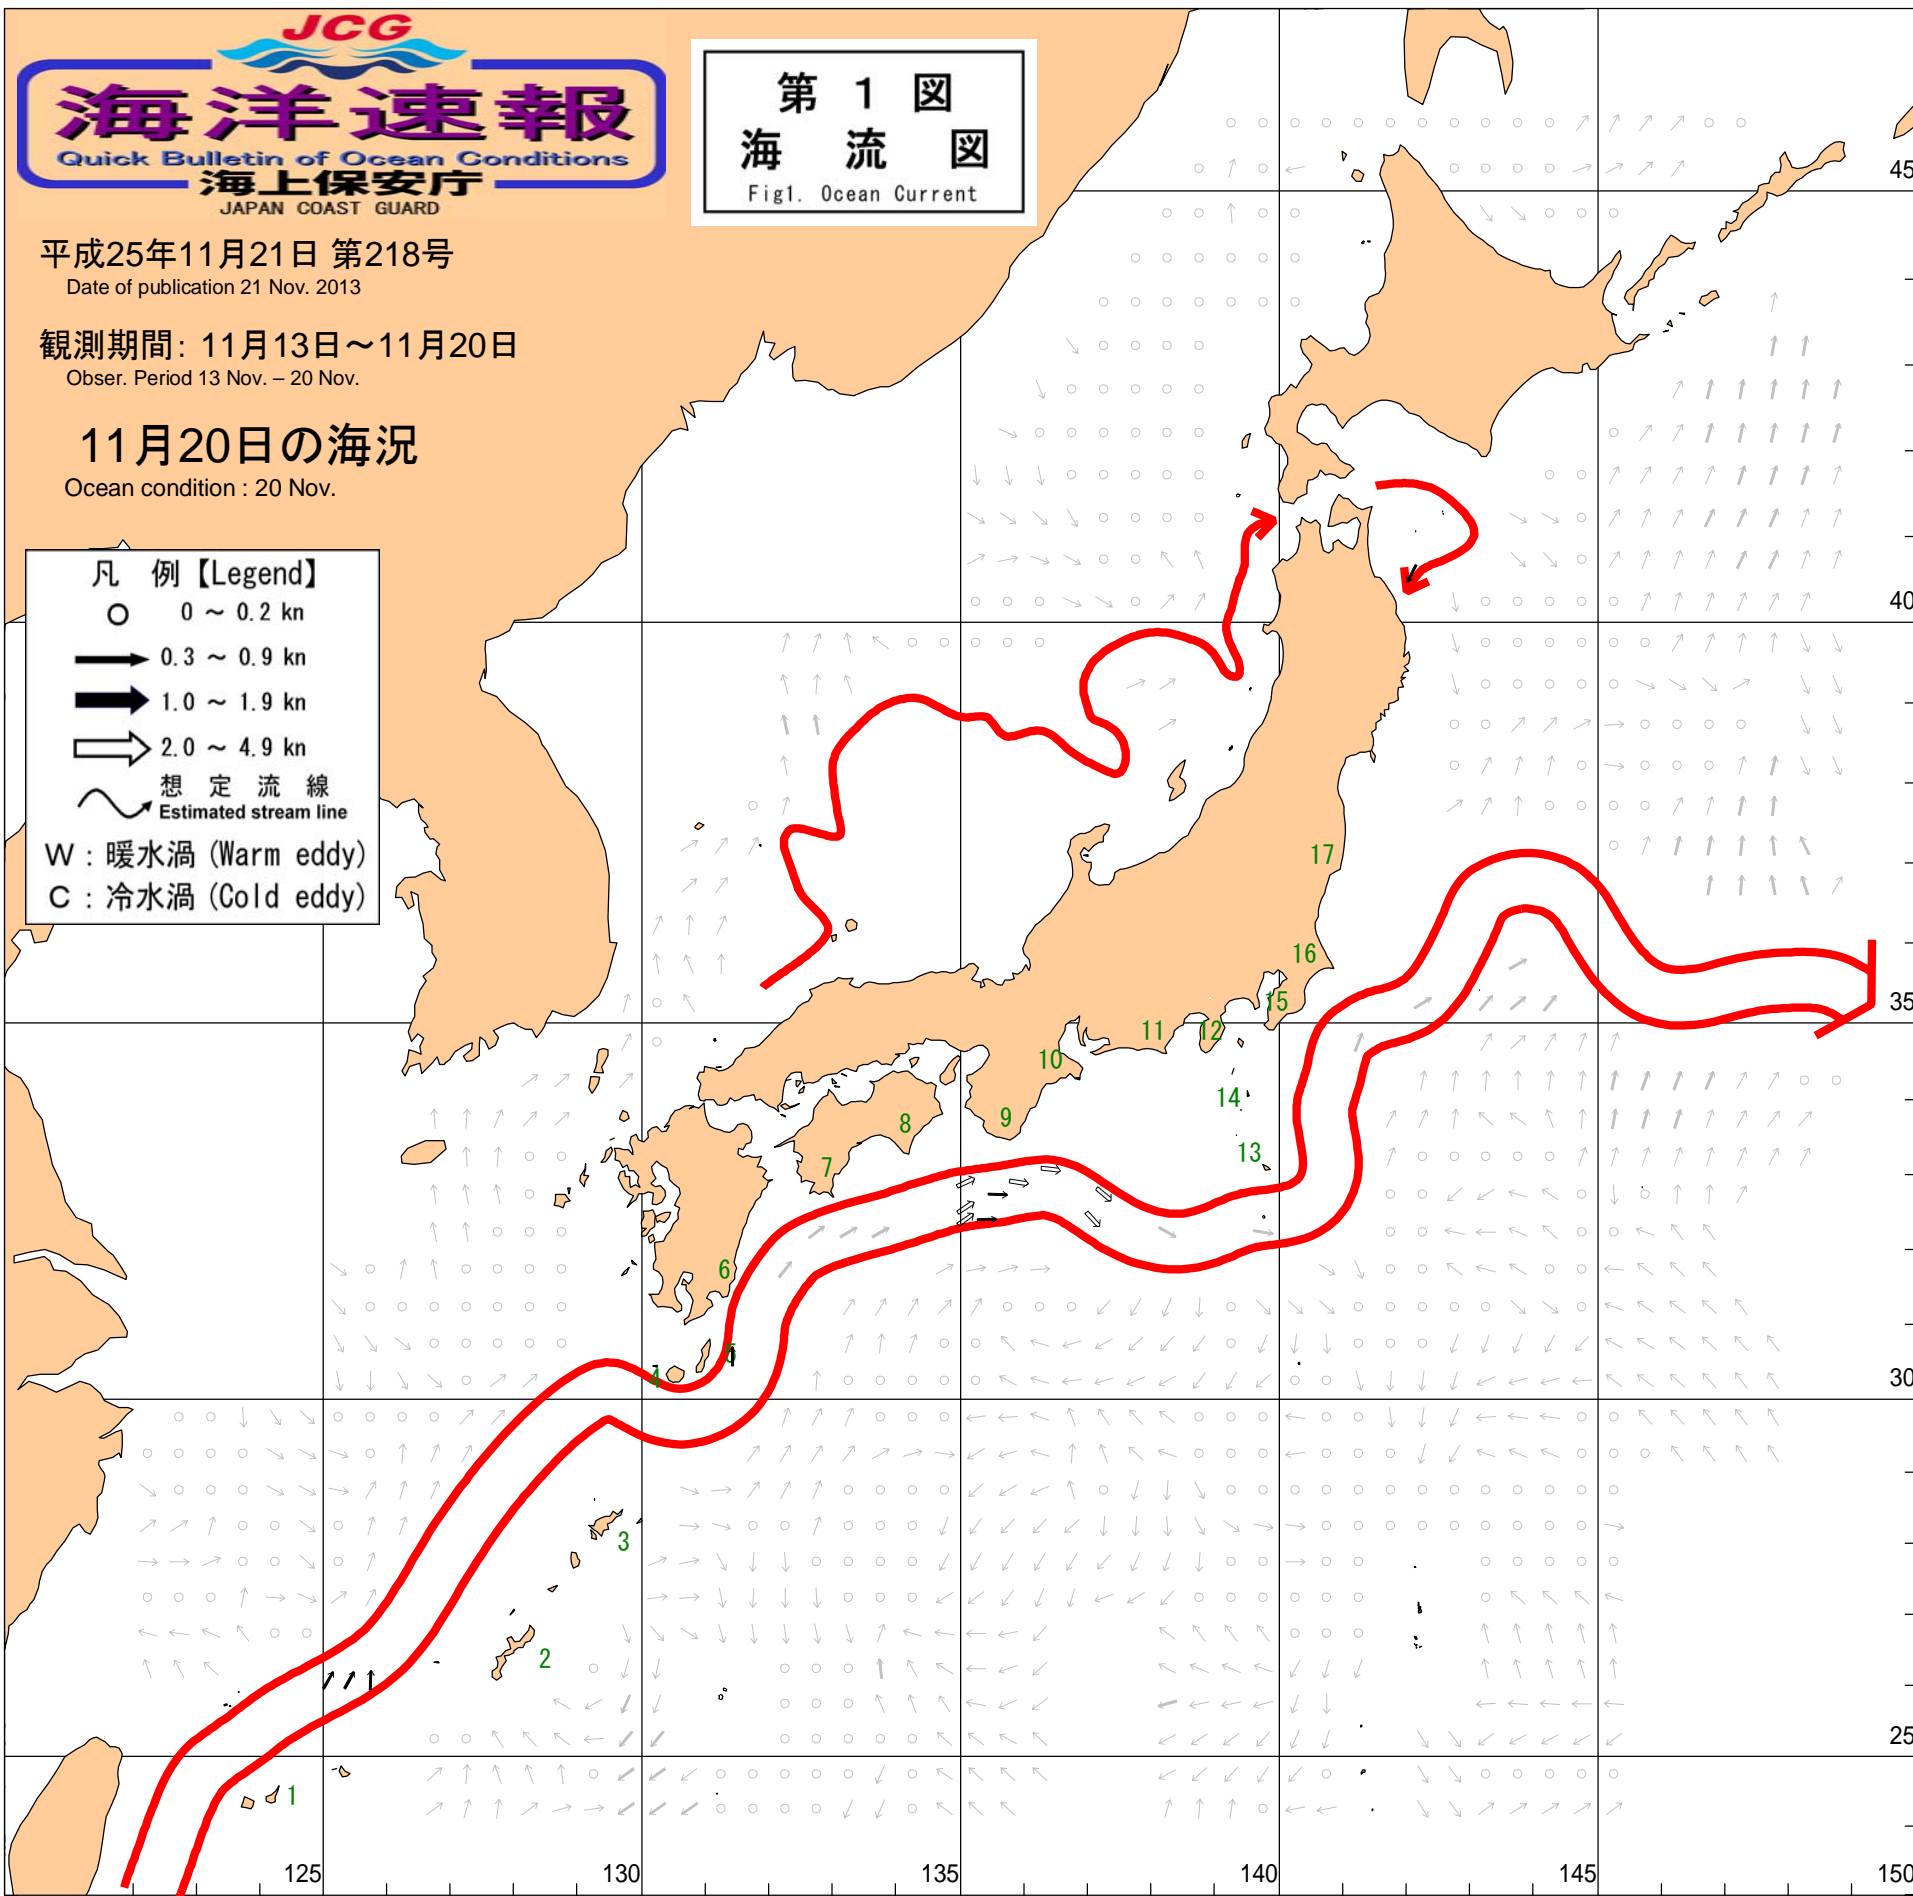 JCG
海洋速報
Quick Bulletin of Ocean Conditions
海上保安庁
JAPAN COAST GUARD
第 1 図
海 流 図
Fig1. Ocean Current
平成25年11月21日 第218号
Date of publication 21 Nov. 2013
観測期間: 11月13日～11月20日
Obser. Period 13 Nov. – 20 Nov.
11月20日の海況
Ocean condition : 20 Nov.
凡 例【Legend】
0 ～ 0.2 kn
0.3 ～ 0.9 kn
1.0 ～ 1.9 kn
2.0 ～ 4.9 kn
想 定 流 線
Estimated stream line
W : 暖水渦 (Warm eddy)
C : 冷水渦 (Cold eddy)
45
40
17
16
35
15
12
11
10
14
9
8
13
7
6
5
4
30
3
2
25
1
125
130
135
140
145
150